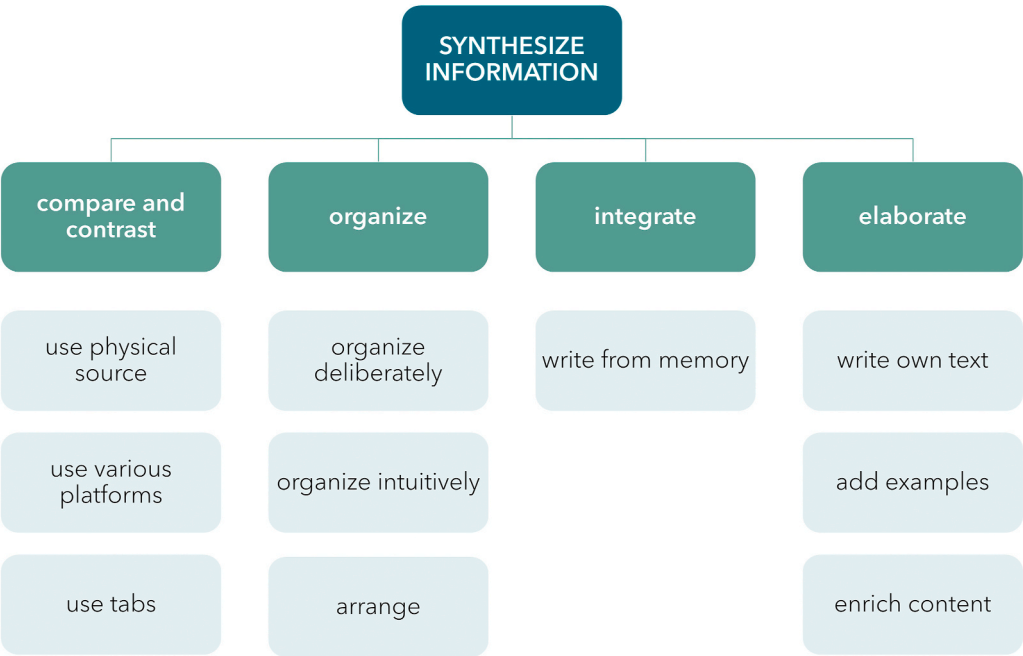 SYNTHESIZE
INFORMATION
compare and
contrast
organize
integrate
elaborate
use physical
source
organize
deliberately
write from memory
write own text
use various
platforms
organize intuitively
add examples
use tabs
arrange
enrich content